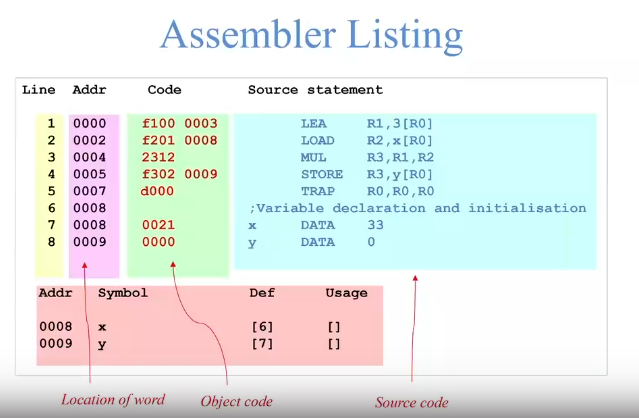 Assembler Listing
Line Addr Code Source statement
1 0000 f100 0003 LEA R1,3[R0]
2 0002 f201 0008 LOAD R2,x[R0]
3 0004 2312 MUL R3,R1,R2
4 0005 f302 0009 STORE R3,y[R0]
5 0007 d000 TRAP R0,R0,R0
6 0008 ;Variable declaration and initialisation
7 0008 0021 x DATA 33
8 0009 0000 y DATA 0
Addr Symbol Def Usage
0008 x [6] []
0009 y [7] []
Location of word Object code Source code